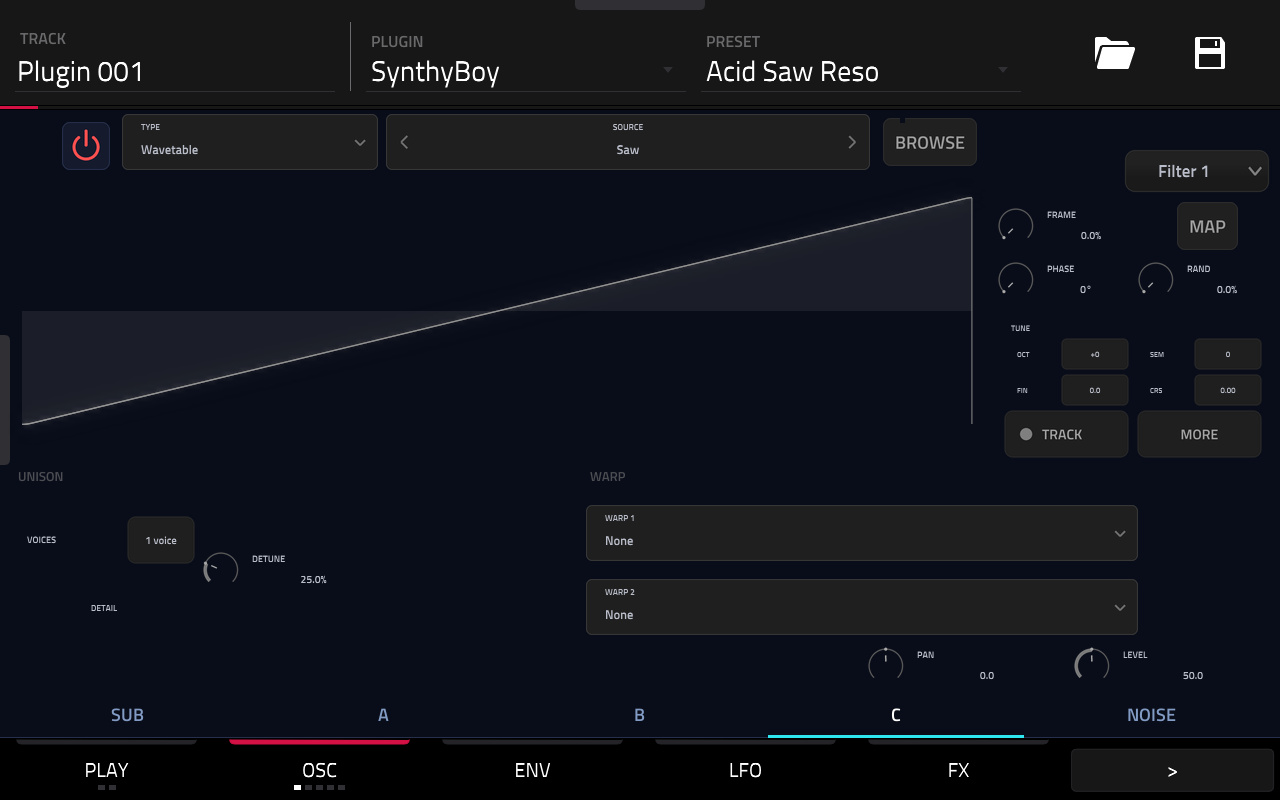 TRACK
Plugin 001
PLUGIN
SynthyBoy
PRESET
Acid Saw Reso
TYPE
Wavetable
SOURCE
Saw
BROWSE
Filter 1
FRAME
0.0%
MAP
PHASE
0°
RAND
0.0%
TUNE
OCT
+0
SEM
0
FIN
0.0
CRS
0.00
TRACK
MORE
UNISON
VOICES
1 voice
DETUNE
25.0%
DETAIL
WARP
WARP 1
None
WARP 2
None
PAN
0.0
LEVEL
50.0
SUB
A
B
C
NOISE
PLAY
OSC
ENV
LFO
FX
>